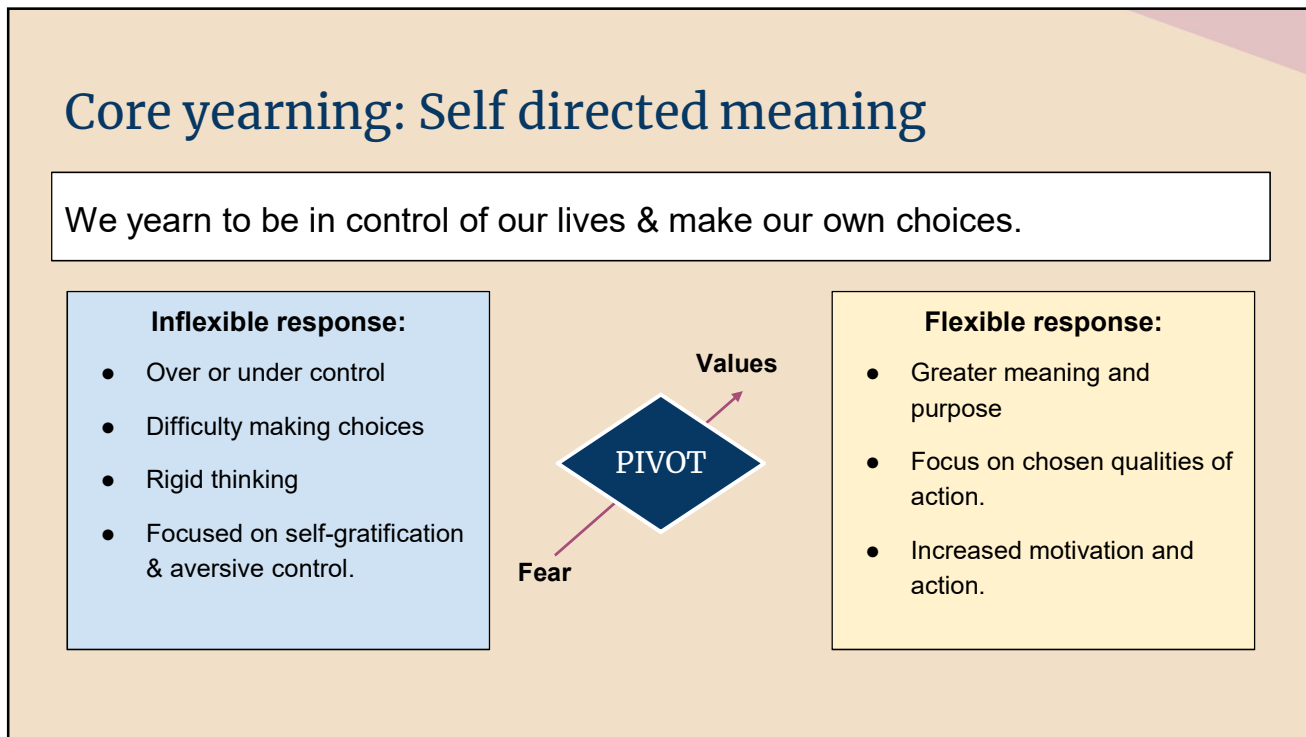 Core yearning: Self directed meaning
We yearn to be in control of our lives & make our own choices.
Inflexible response:
● Over or under control
● Difficulty making choices
● Rigid thinking
● Focused on self-gratification
& aversive control.
Values
PIVOT
Fear
Flexible response:
● Greater meaning and
purpose
● Focus on chosen qualities of
action.
● Increased motivation and
action.